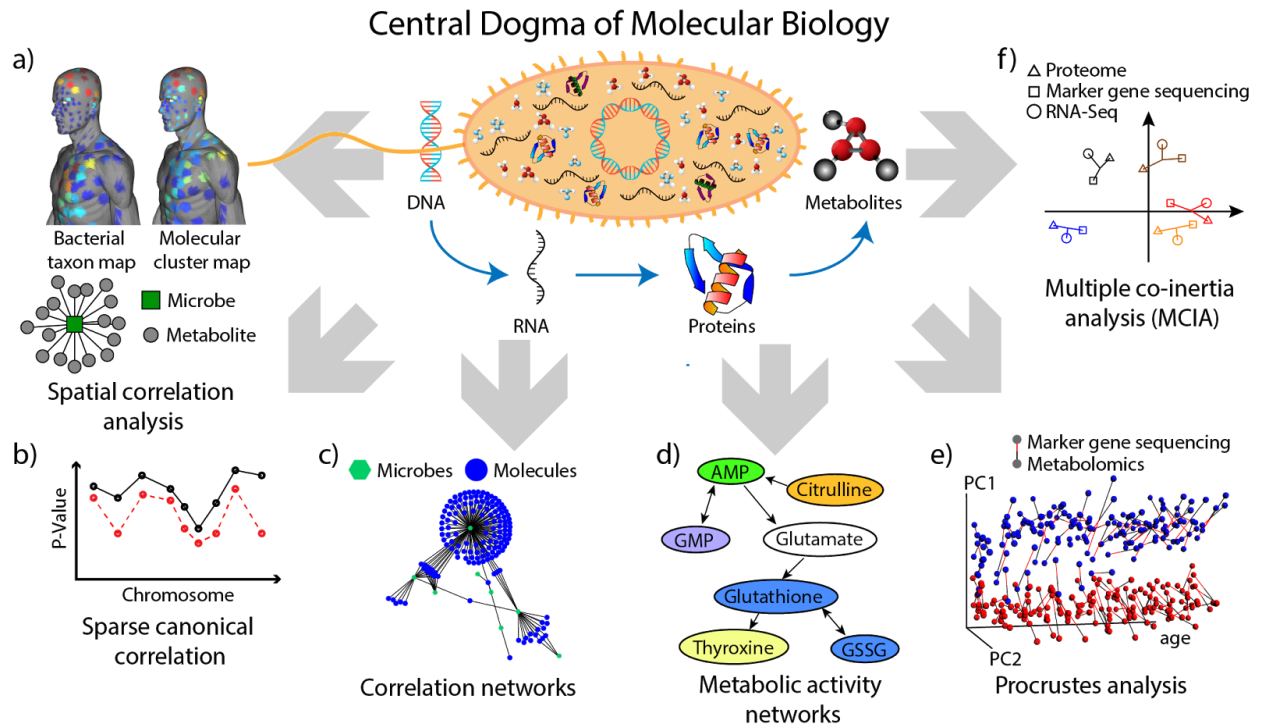 Central Dogma of Molecular Biology
a)
Bacterial
taxon map
Molecular
cluster map
Microbe
Metabolite
Spatial correlation
analysis
DNA
RNA
Proteins
Metabolites
f)
Proteome
Marker gene sequencing
RNA-Seq
Multiple co-inertia
analysis (MCIA)
b)
P-Value
Chromosome
Sparse canonical
correlation
c)
Microbes
Molecules
Correlation networks
d)
AMP
Citrulline
GMP
Glutamate
Glutathione
Thyroxine
GSSG
Metabolic activity
networks
e)
Marker gene sequencing
Metabolomics
PC1
age
PC2
Procrustes analysis